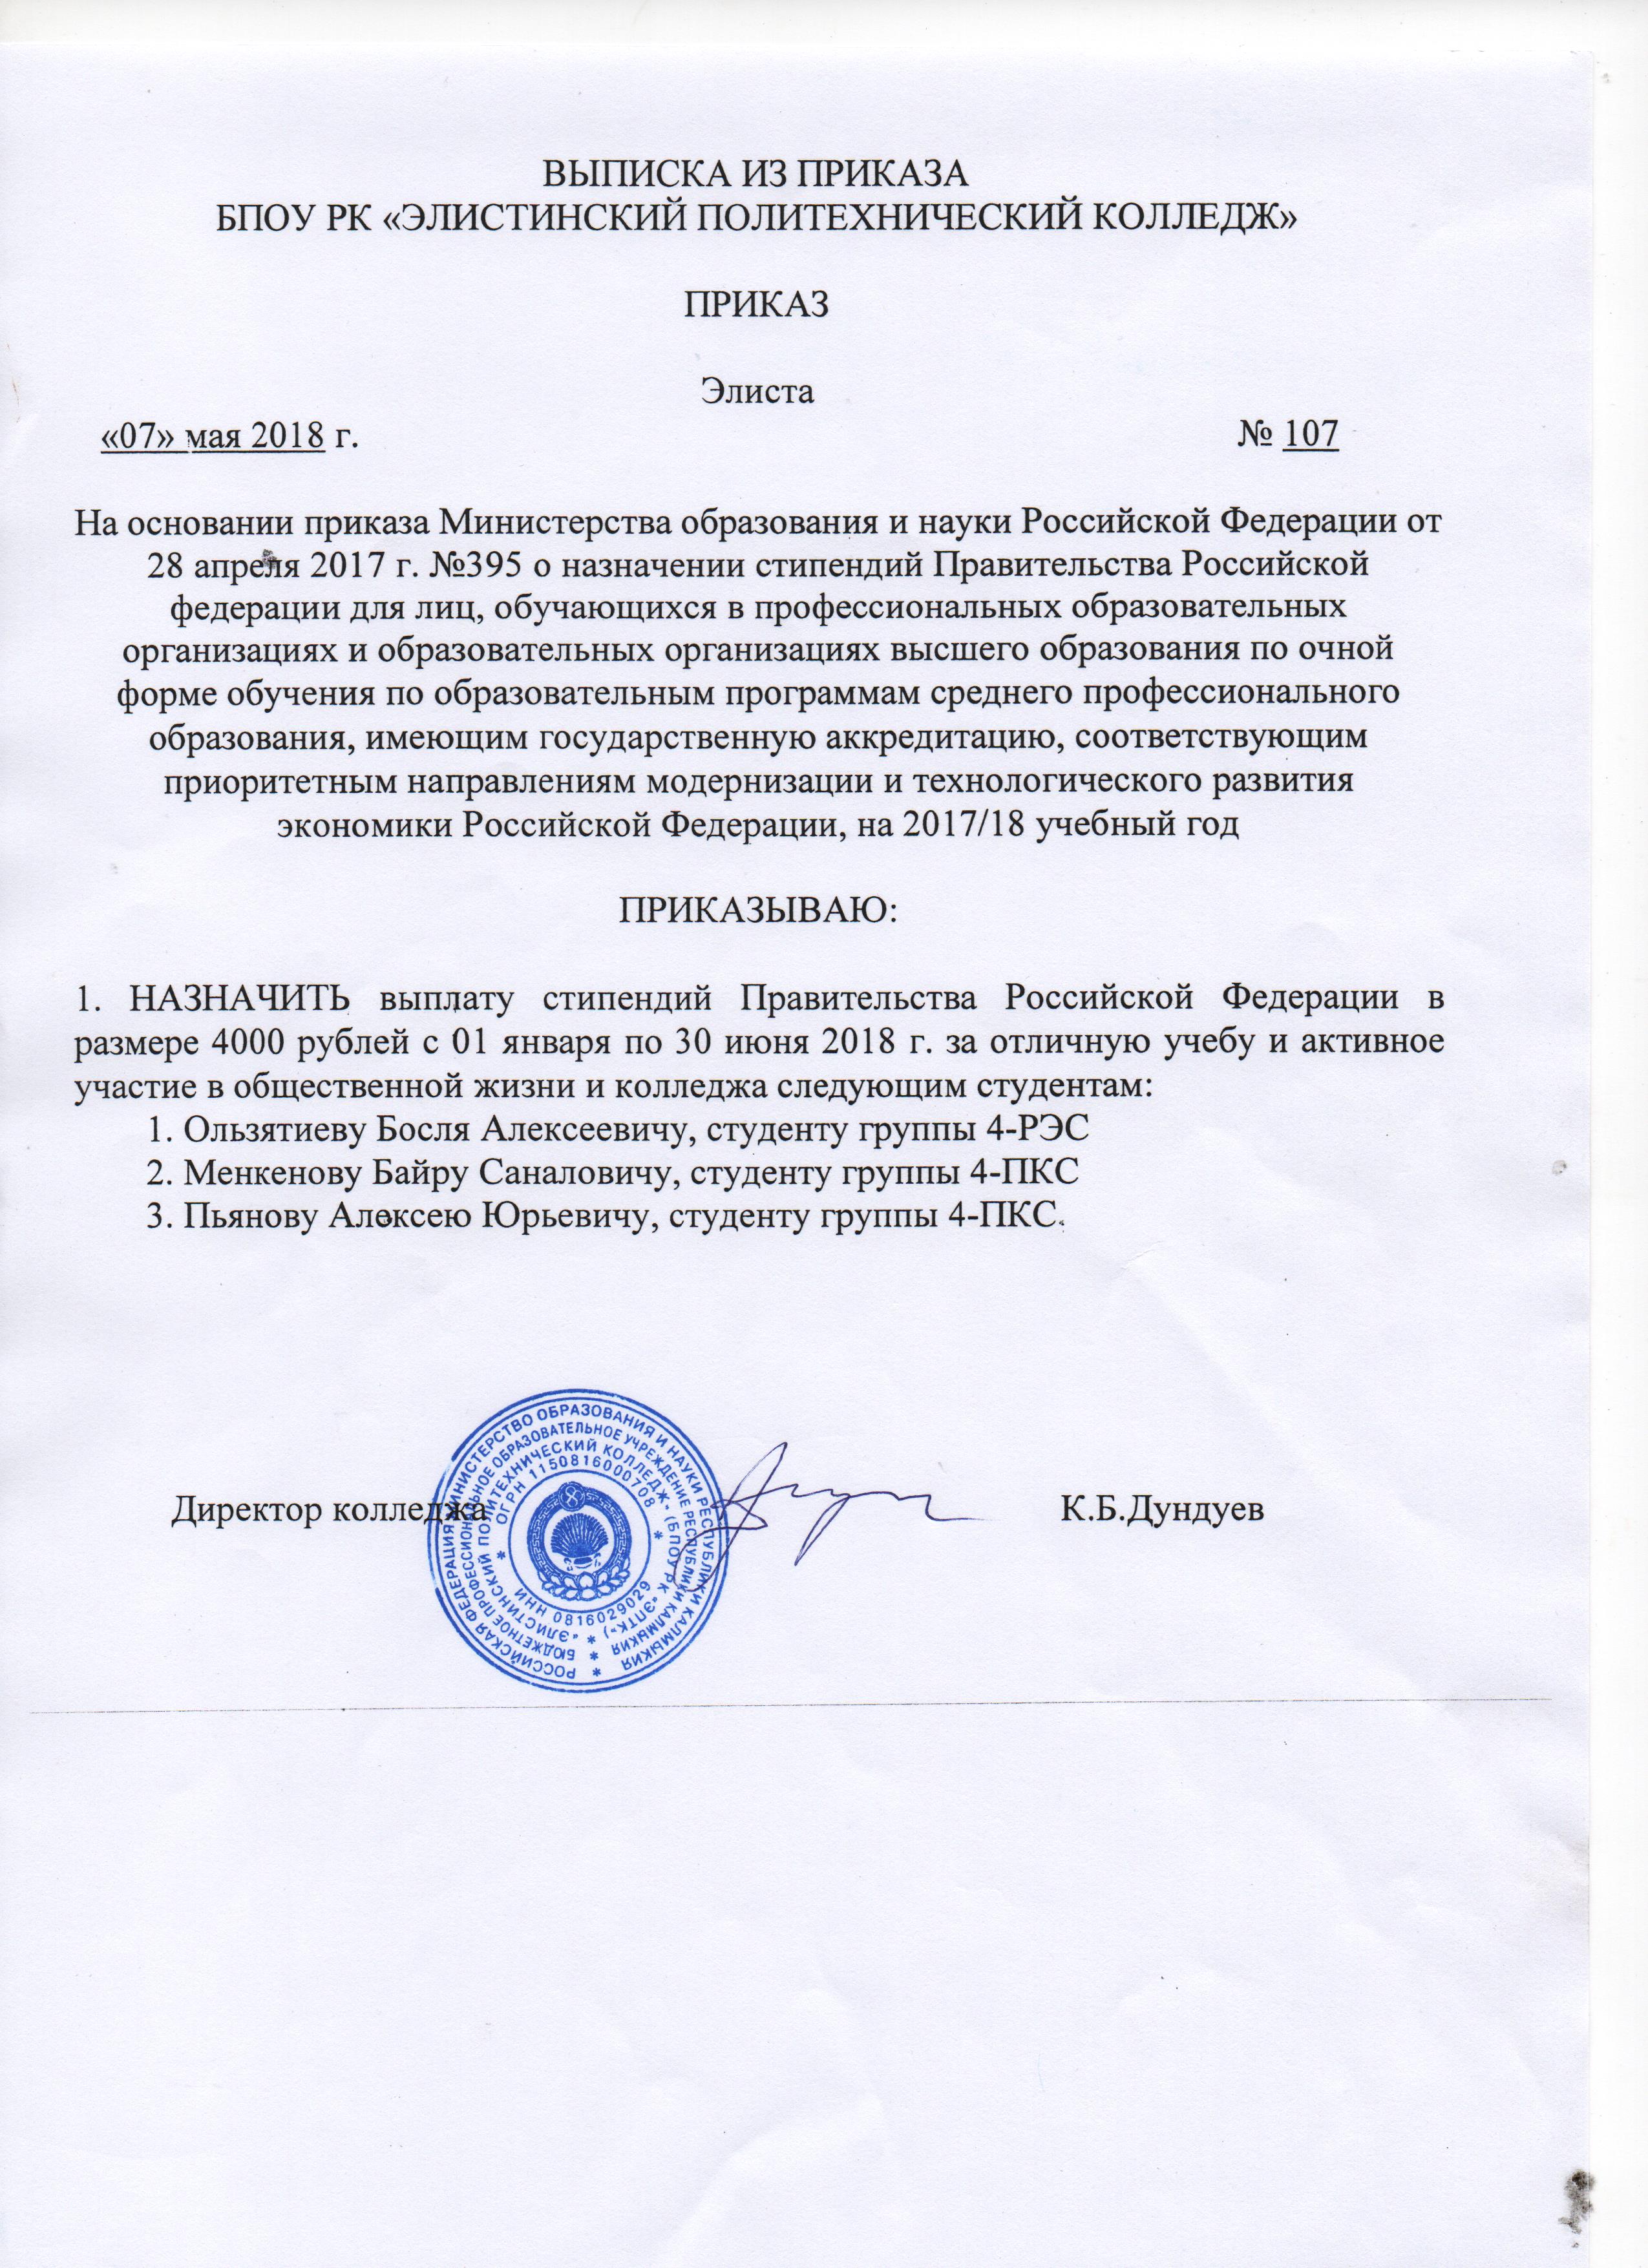 ВЫПИСКА ИЗ ПРИКАЗА
БПОУ РК «ЭЛИСТИНСКИЙ ПОЛИТЕХНИЧЕСКИЙ КОЛЛЕДЖ»
ПРИКАЗ
Элиста
«07» мая 2018 г. № 107
На основании приказа Министерства образования и науки Российской Федерации от
28 апреля 2017 г. №395 о назначении стипендий Правительства Российской
федерации для лиц, обучающихся в профессиональных образовательных
организациях и образовательных организациях высшего образования по очной
форме обучения по образовательным программам среднего профессионального
образования, имеющим государственную аккредитацию, соответствующим
приоритетным направлениям модернизации и технологического развития
экономики Российской Федерации, на 2017/18 учебный год
ПРИКАЗЫВАЮ:
1. НАЗНАЧИТЬ выплату стипендий Правительства Российской Федерации в
размере 4000 рублей с 01 января по 30 июня 2018 г. за отличную учебу и активное
участие в общественной жизни и колледжа следующим студентам:
1.Ользятиеву Босля Алексеевичу, студенту группы 4-РЭС
2. Менкенову Байру Саналовичу, студенту группы 4-ПКС
3. Пьянову Алексею Юрьевичу, студенту группы 4-ПКС.
Директор колледжа К.Б.Дундуев
РОССИЙСКАЯ ФЕДЕРАЦИЯ МИНИСТЕРСТВО ОБРАЗОВАНИЯ И НАУКИ РЕСПУБЛИКИ КАЛМЫКИЯ
БЮДЖЕТНОЕ ПРОФЕССИОНАЛЬНОЕ ОБРАЗОВАТЕЛЬНОЕ УЧРЕЖДЕНИЕ РЕСПУБЛИКИ КАЛМЫКИЯ
"ЭЛИСТИНСКИЙ ПОЛИТЕХНИЧЕСКИЙ КОЛЛЕДЖ" (БПОУ РК "ЭПТК")
ОГРН 1150816000708
ИНН 0816029029